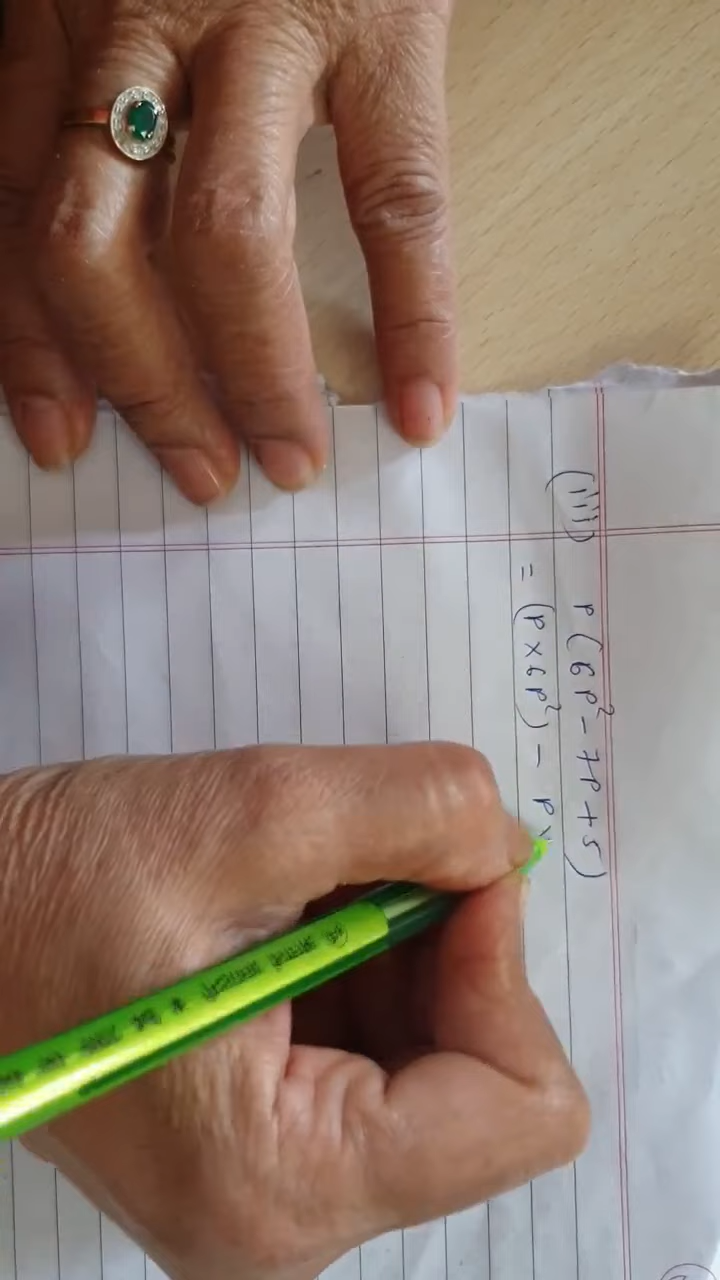 (iii) P(6P² - 7P + 5)
= (P × 6P²) - P ×